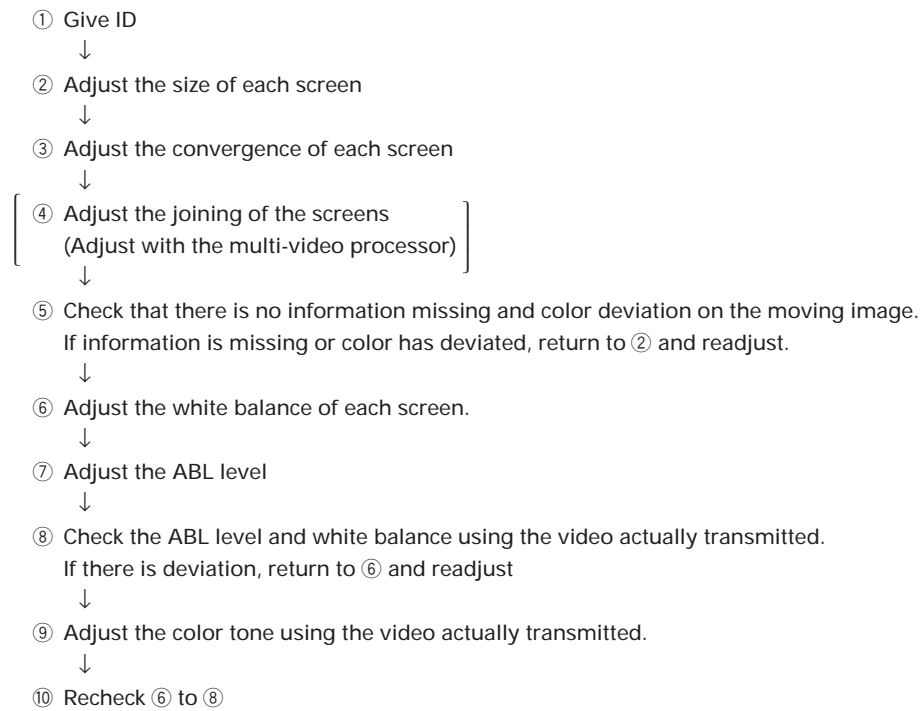 ① Give ID
↓
② Adjust the size of each screen
↓
③ Adjust the convergence of each screen
↓
④ Adjust the joining of the screens
(Adjust with the multi-video processor)
↓
⑤ Check that there is no information missing and color deviation on the moving image.
If information is missing or color has deviated, return to ② and readjust.
↓
⑥ Adjust the white balance of each screen.
↓
⑦ Adjust the ABL level
↓
⑧ Check the ABL level and white balance using the video actually transmitted.
If there is deviation, return to ⑥ and readjust
↓
⑨ Adjust the color tone using the video actually transmitted.
↓
⑩ Recheck ⑥ to ⑧